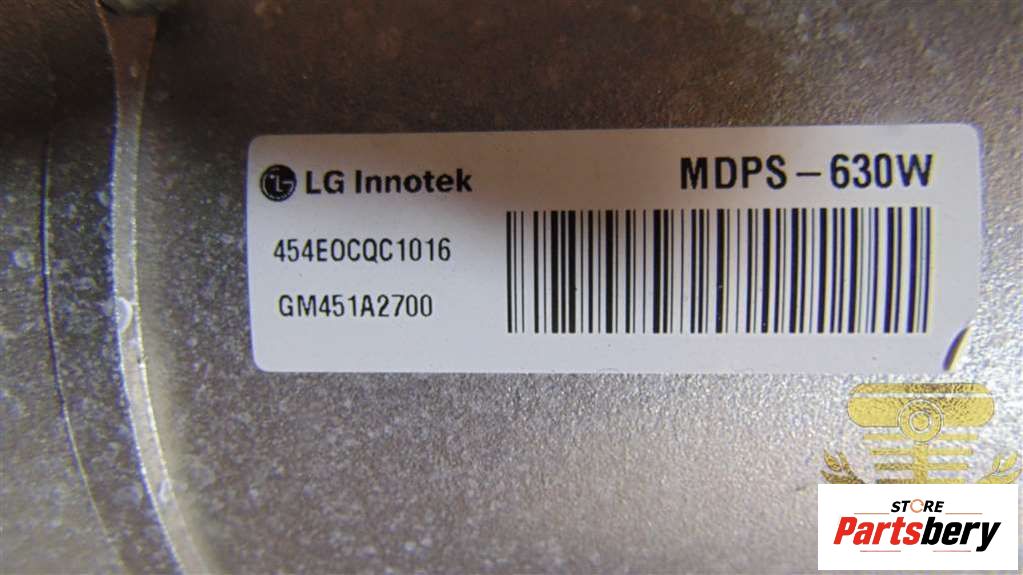 LG Innotek
MDPS-630W
454EOCQC1016
GM451A2700
STORE
Partsbery